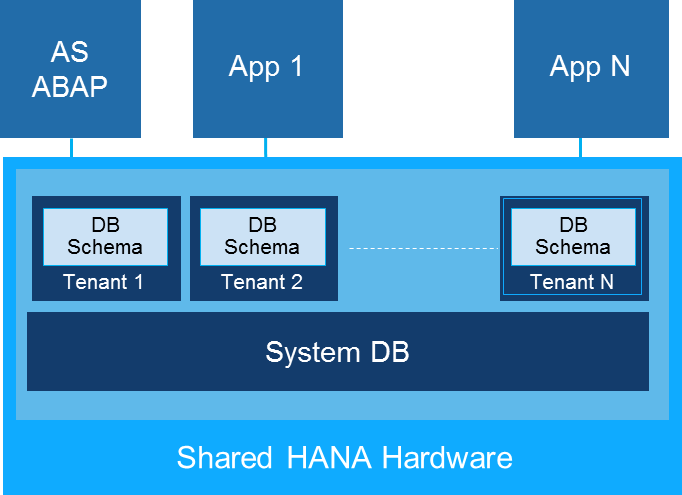 AS
ABAP
App 1
App N
DB
Schema
Tenant 1
DB
Schema
Tenant 2
DB
Schema
Tenant N
System DB
Shared HANA Hardware